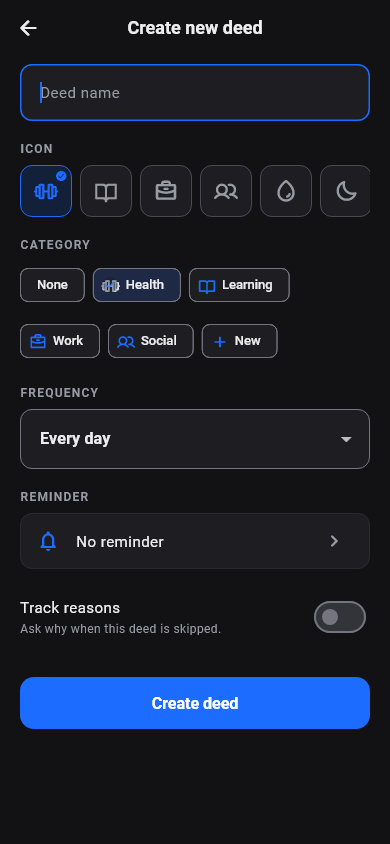 Create new deed
Deed name
ICON
CATEGORY
None Health Learning
Work Social New
FREQUENCY
Every day
REMINDER
No reminder
Track reasons
Ask why when this deed is skipped.
Create deed